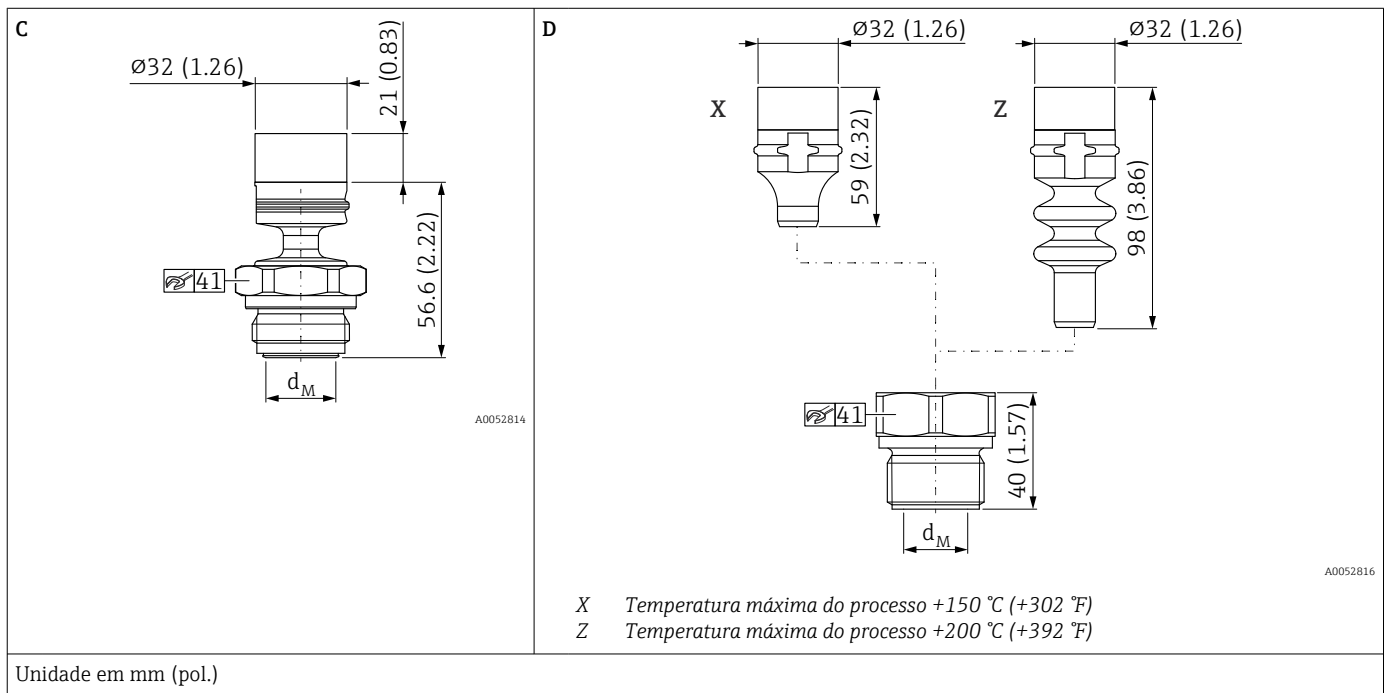 C
Ø32 (1.26)
21 (0.83)
56.6 (2.22)
41
dM
A0052814
D
Ø32 (1.26)
Ø32 (1.26)
X
Z
59 (2.32)
98 (3.86)
41
40 (1.57)
dM
A0052816
X Temperatura máxima do processo +150 °C (+302 °F)
Z Temperatura máxima do processo +200 °C (+392 °F)
Unidade em mm (pol.)